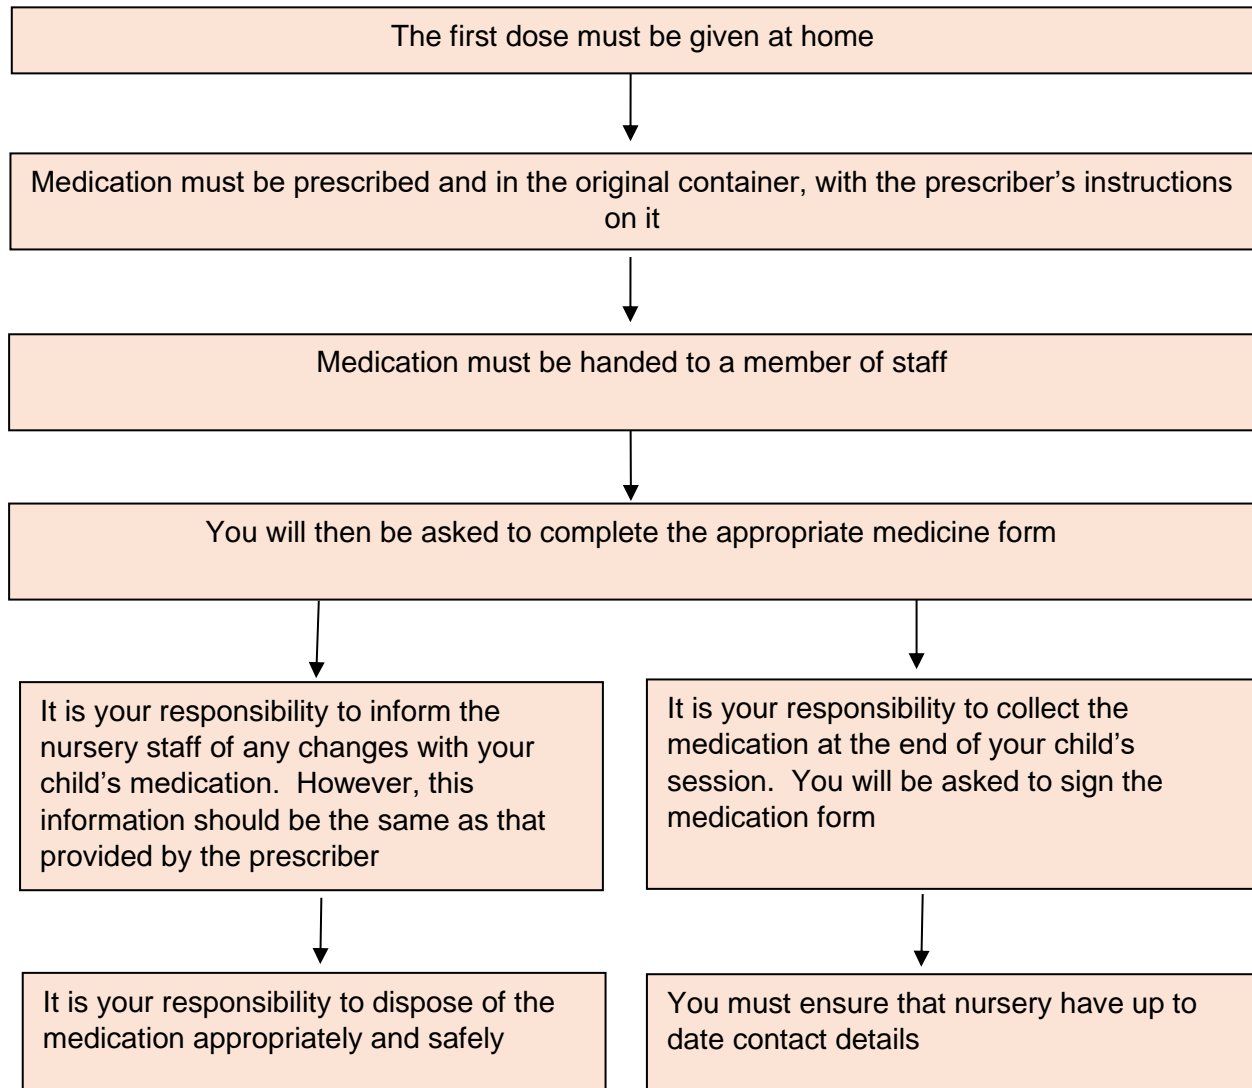 The first dose must be given at home
Medication must be prescribed and in the original container, with the prescriber’s instructions
on it
Medication must be handed to a member of staff
You will then be asked to complete the appropriate medicine form
It is your responsibility to inform the
nursery staff of any changes with your
child’s medication.  However, this
information should be the same as that
provided by the prescriber
It is your responsibility to collect the
medication at the end of your child’s
session.  You will be asked to sign the
medication form
It is your responsibility to dispose of the
medication appropriately and safely
You must ensure that nursery have up to
date contact details